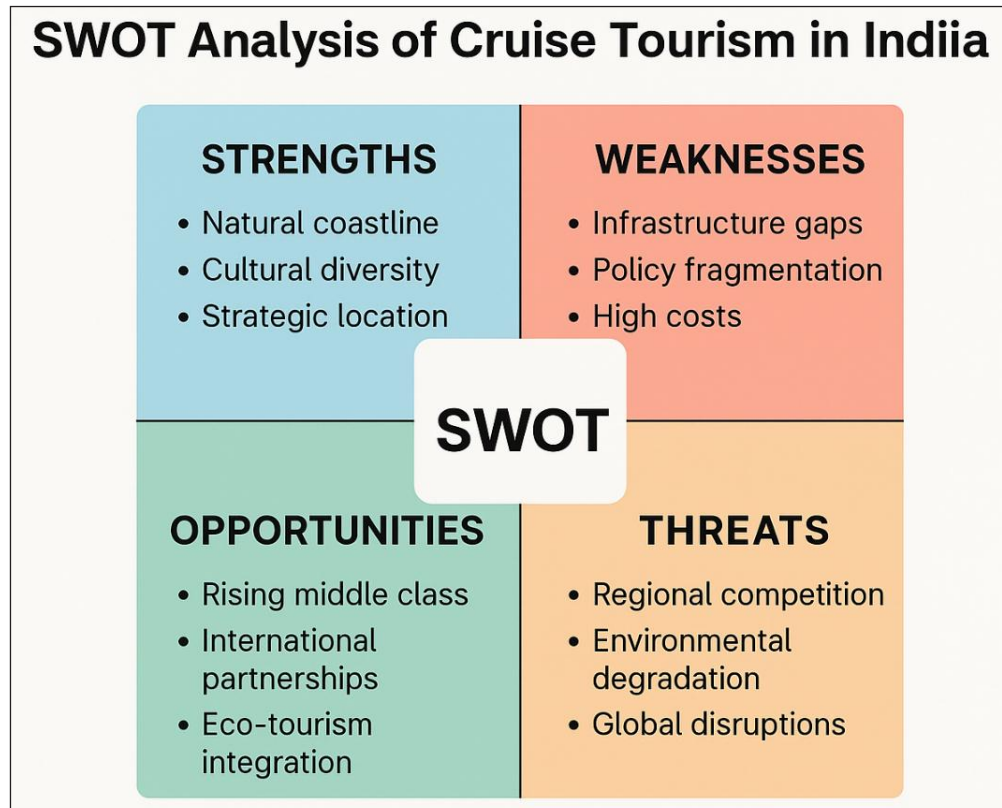 SWOT Analysis of Cruise Tourism in Indiia
STRENGTHS
• Natural coastline
• Cultural diversity
• Strategic location
WEAKNESSES
• Infrastructure gaps
• Policy fragmentation
• High costs
SWOT
OPPORTUNITIES
• Rising middle class
• International
partnerships
• Eco-tourism
integration
THREATS
• Regional competition
• Environmental
degradation
• Global disruptions